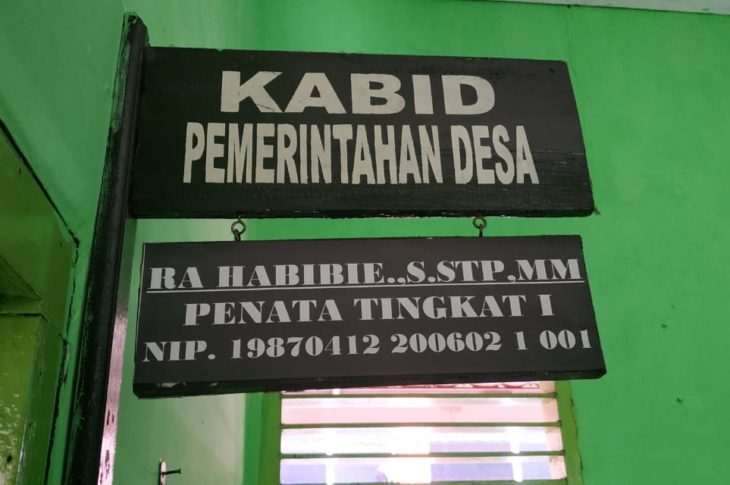 KABID
PEMERINTAHAN DESA
RA HABIBIE.,S.STP,MM
PENATA TINGKAT I
NIP. 19870412 200602 1 001